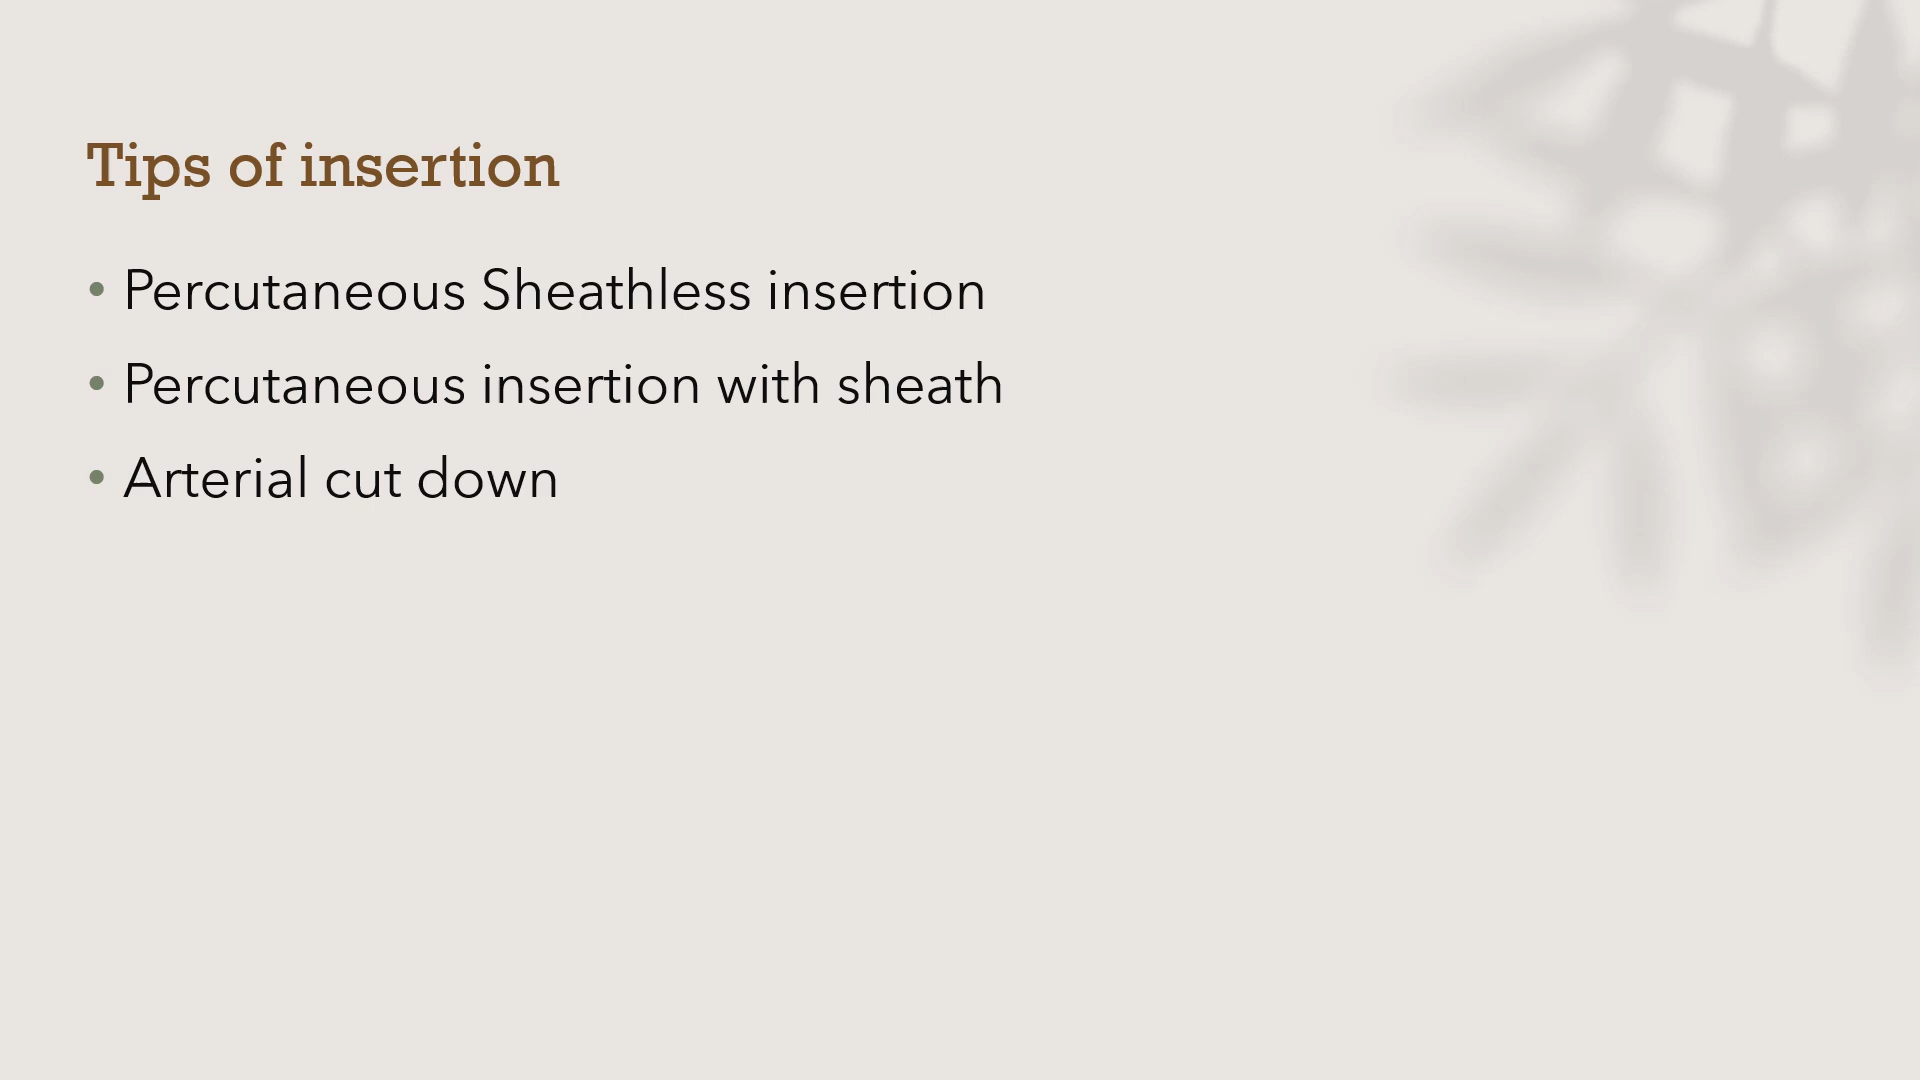 Tips of insertion
• Percutaneous Sheathless insertion
• Percutaneous insertion with sheath
• Arterial cut down